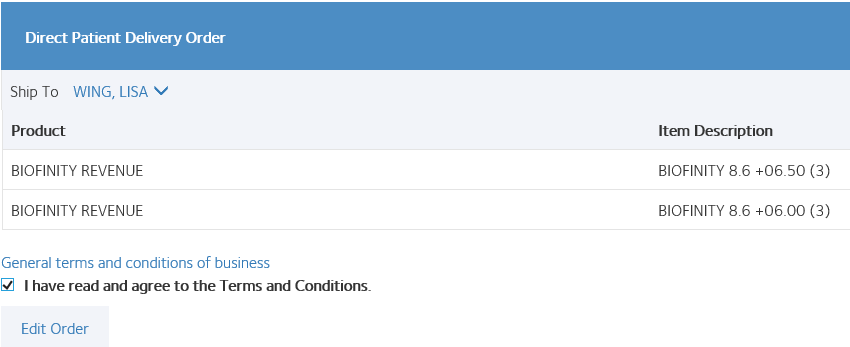 Direct Patient Delivery Order
Ship To WING, LISA
Product Item Description
BIOFINITY REVENUE BIOFINITY 8.6 +06.50 (3)
BIOFINITY REVENUE BIOFINITY 8.6 +06.00 (3)
General terms and conditions of business
I have read and agree to the Terms and Conditions.
Edit Order